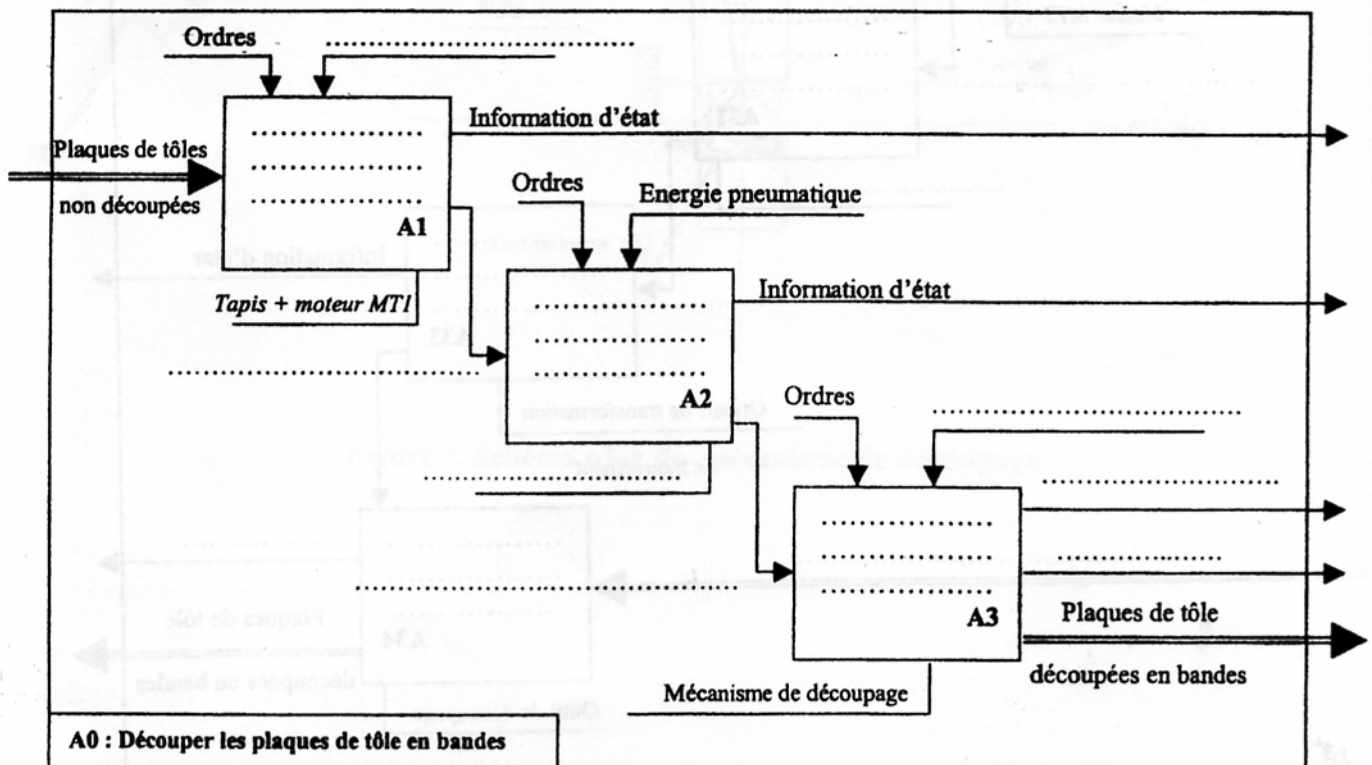 Ordres
Plaques de tôles
non découpées
A1
Information d'état
Tapis + moteur MT1
Ordres
Energie pneumatique
A2
Information d'état
Ordres
A3
Mécanisme de découpage
Plaques de tôle
découpées en bandes
A0 : Découper les plaques de tôle en bandes